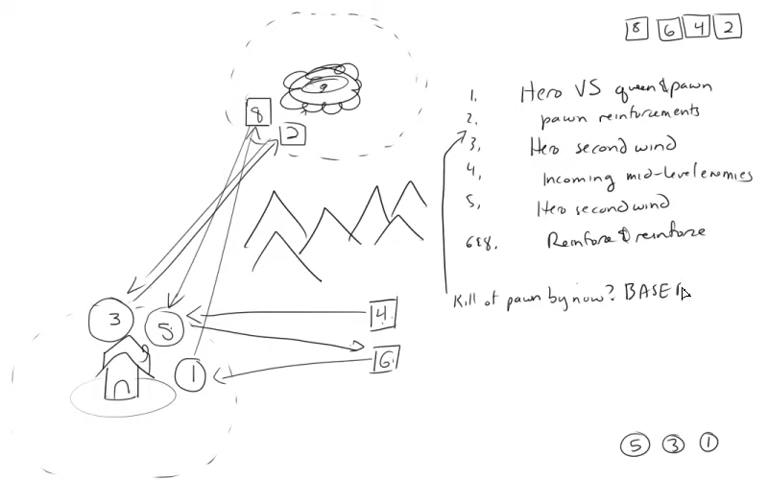 8 6 4 2
1. Hero VS queen & pawn
2. pawn reinforcements
3. Hero second wind
4. Incoming mid-level enemies
5. Hero second wind
6 & 8. Reinforce & reinforce
Kill of pawn by now? BASE
9
8
2
3
5
1
4
6
5 3 1